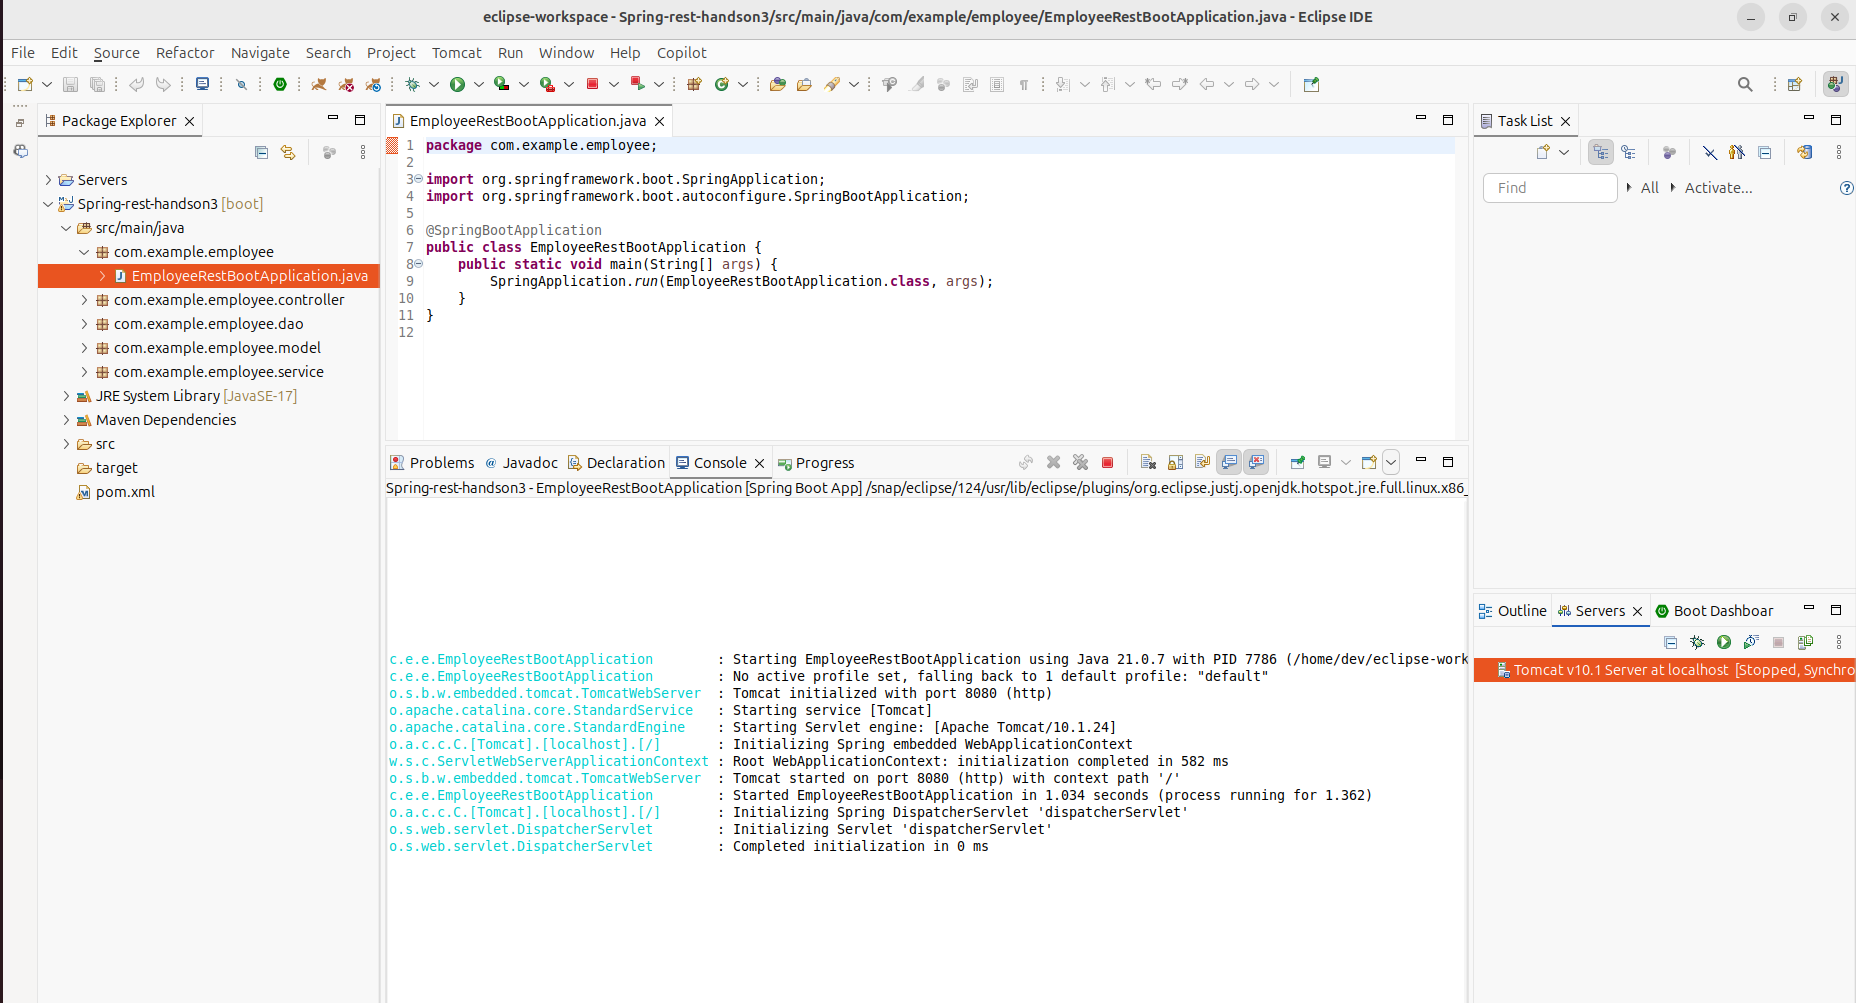 eclipse-workspace - Spring-rest-handson3/src/main/java/com/example/employee/EmployeeRestBootApplication.java - Eclipse IDE
File Edit Source Refactor Navigate Search Project Tomcat Run Window Help Copilot
Package Explorer
Servers
Spring-rest-handson3 [boot]
src/main/java
com.example.employee
EmployeeRestBootApplication.java
com.example.employee.controller
com.example.employee.dao
com.example.employee.model
com.example.employee.service
JRE System Library [JavaSE-17]
Maven Dependencies
src
target
pom.xml
EmployeeRestBootApplication.java
1 package com.example.employee;
2
3 import org.springframework.boot.SpringApplication;
4 import org.springframework.boot.autoconfigure.SpringBootApplication;
5
6 @SpringBootApplication
7 public class EmployeeRestBootApplication {
8 public static void main(String[] args) {
9 SpringApplication.run(EmployeeRestBootApplication.class, args);
10 }
11 }
12
Problems @ Javadoc Declaration Console Progress
Spring-rest-handson3 - EmployeeRestBootApplication [Spring Boot App] /snap/eclipse/124/usr/lib/eclipse/plugins/org.eclipse.justj.openjdk.hotspot.jre.full.linux.x86_
c.e.e.EmployeeRestBootApplication : Starting EmployeeRestBootApplication using Java 21.0.7 with PID 7786 (/home/dev/eclipse-work
c.e.e.EmployeeRestBootApplication : No active profile set, falling back to 1 default profile: "default"
o.s.b.w.embedded.tomcat.TomcatWebServer : Tomcat initialized with port 8080 (http)
o.apache.catalina.core.StandardService : Starting service [Tomcat]
o.apache.catalina.core.StandardEngine : Starting Servlet engine: [Apache Tomcat/10.1.24]
o.a.c.c.C.[Tomcat].[localhost].[/] : Initializing Spring embedded WebApplicationContext
w.s.c.ServletWebServerApplicationContext : Root WebApplicationContext: initialization completed in 582 ms
o.s.b.w.embedded.tomcat.TomcatWebServer : Tomcat started on port 8080 (http) with context path '/'
c.e.e.EmployeeRestBootApplication : Started EmployeeRestBootApplication in 1.034 seconds (process running for 1.362)
o.a.c.c.C.[Tomcat].[localhost].[/] : Initializing Spring DispatcherServlet 'dispatcherServlet'
o.s.web.servlet.DispatcherServlet : Initializing Servlet 'dispatcherServlet'
o.s.web.servlet.DispatcherServlet : Completed initialization in 0 ms
Task List
Find All Activate...
Outline Servers Boot Dashboar
Tomcat v10.1 Server at localhost [Stopped, Synchro